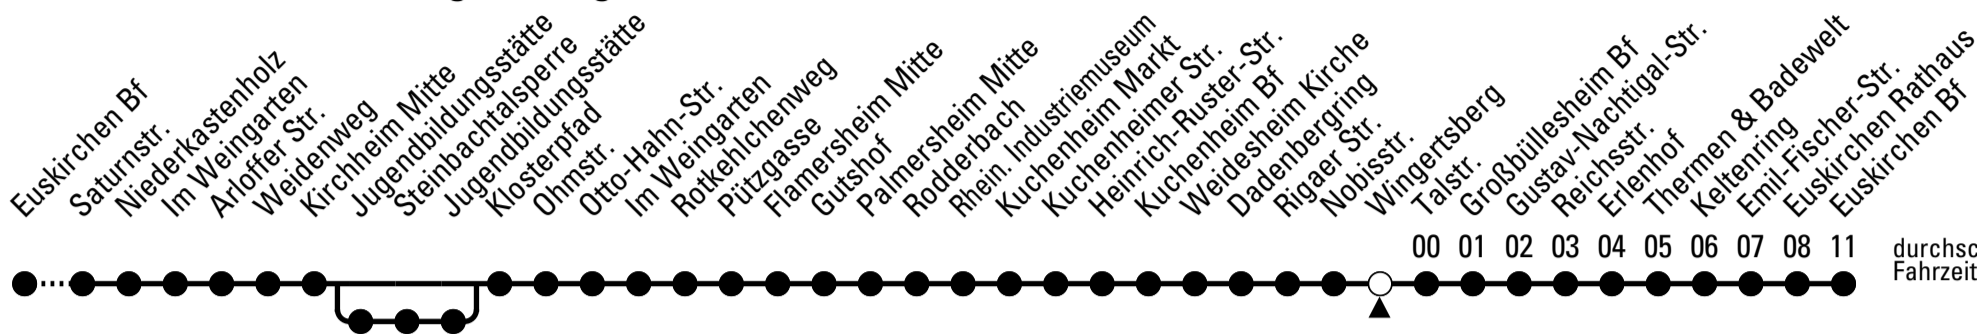 Euskirchen Bf
Saturnstr.
Niederkastenholz
Im Weingarten
Arloffer Str.
Weidenweg
Kirchheim Mitte
Jugendbildungsstätte
Steinbachtalsperre
Jugendbildungsstätte
Klosterpfad
Ohmstr.
Otto-Hahn-Str.
Im Weingarten
Rotkehlchenweg
Pützgasse
Flamersheim Mitte
Gutshof
Palmersheim Mitte
Rodderbach
Rhein. Industriemuseum
Kuchenheim Markt
Kuchenheimer Str.
Heinrich-Ruster-Str.
Kuchenheim Bf
Weidesheim Kirche
Dadenbergring
Rigaer Str.
Nobisstr.
Wingertsberg
Talstr.
Großbüllesheim Bf
Gustav-Nachtigal-Str.
Reichsstr.
Erlenhof
Thermen & Badewelt
Keltenring
Emil-Fischer-Str.
Euskirchen Rathaus
Euskirchen Bf
00 01 02 03 04 05 06 07 08 11
durchsc
Fahrzeit